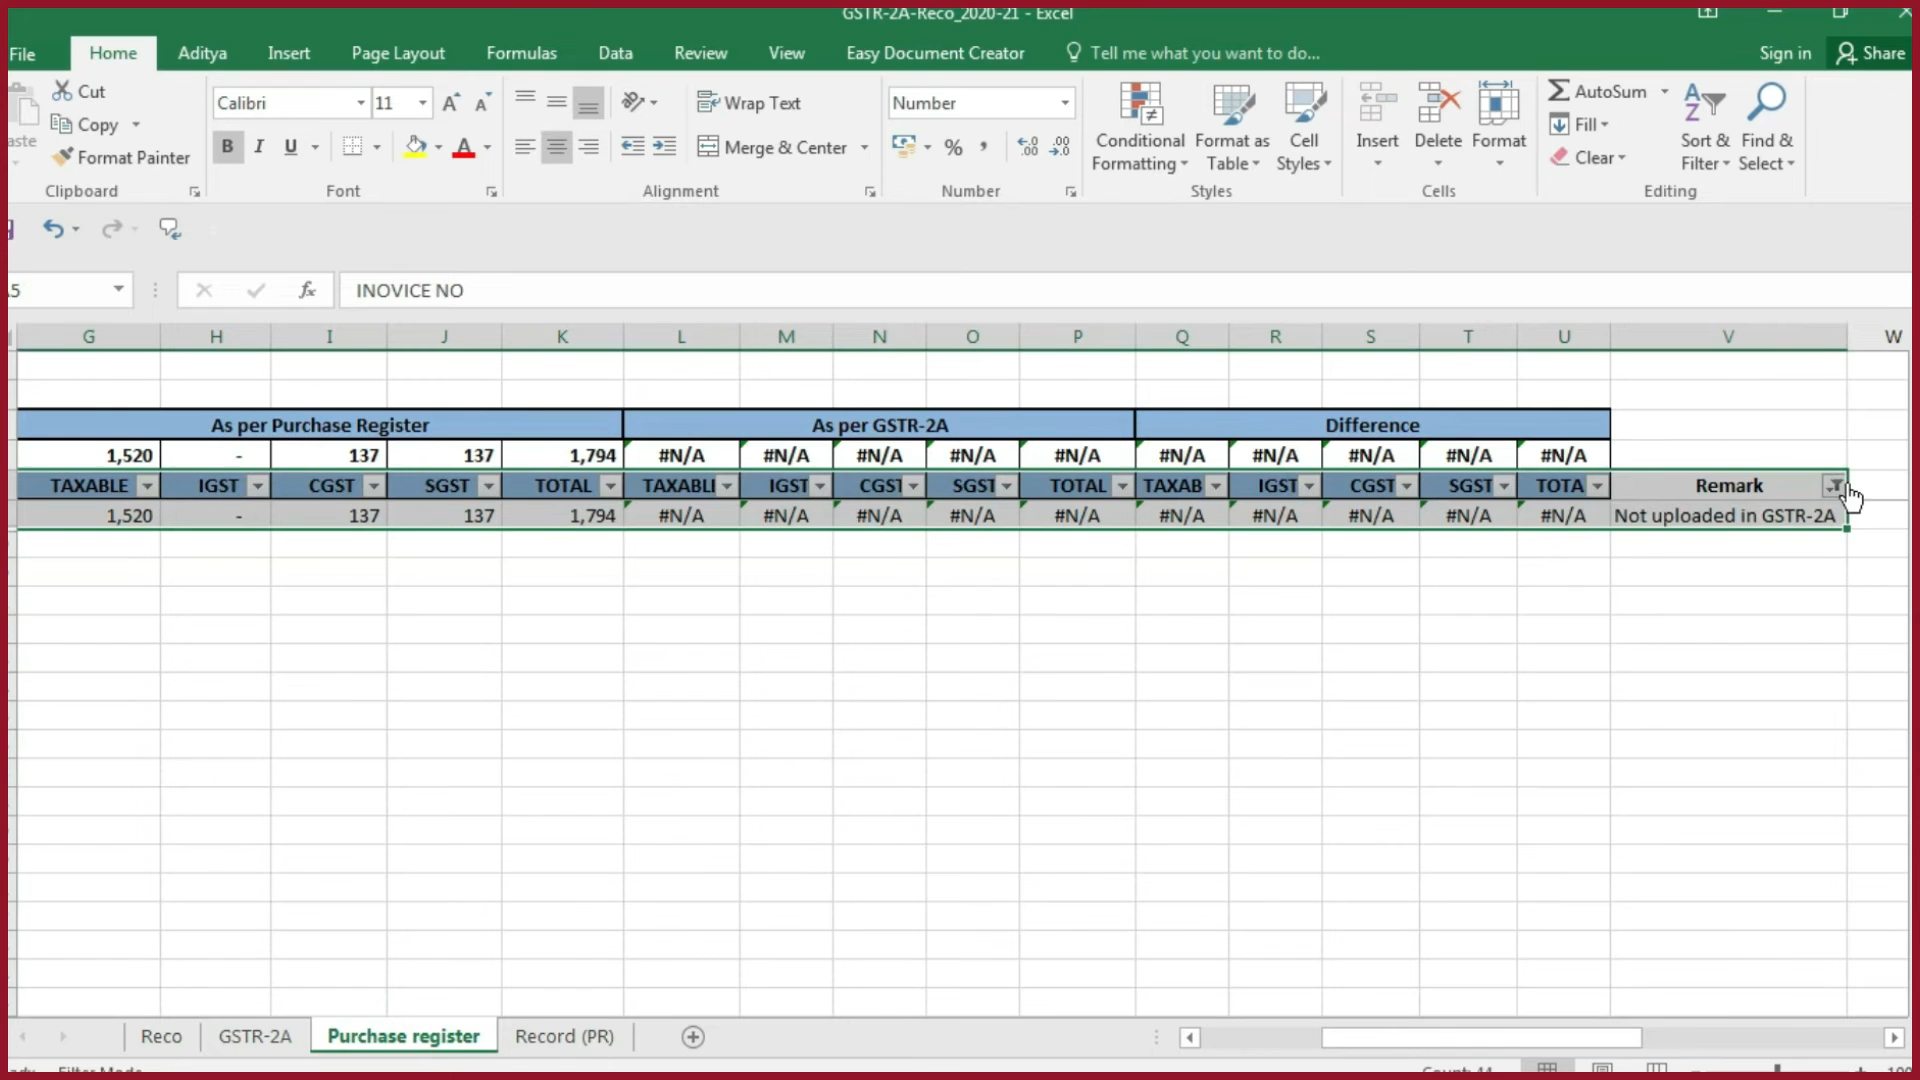 GSTR-2A-Reco_2020-21 - Excel
File Home Aditya Insert Page Layout Formulas Data Review View Easy Document Creator Tell me what you want to do... Sign in Share
Cut
Copy
Format Painter
Clipboard
Calibri 11
B I U
Font
Wrap Text
Merge & Center
Alignment
Number
%
Number
Conditional Formatting
Format as Table
Cell Styles
Styles
Insert Delete Format
Cells
AutoSum
Fill
Clear
Sort & Filter
Find & Select
Editing
fx INOVICE NO
G H I J K L M N O P Q R S T U V W
As per Purchase Register As per GSTR-2A Difference
1,520 - 137 137 1,794 #N/A #N/A #N/A #N/A #N/A #N/A #N/A #N/A #N/A #N/A
TAXABLE IGST CGST SGST TOTAL TAXABL IGST CGST SGST TOTAL TAXAB IGST CGST SGST TOTA Remark
1,520 - 137 137 1,794 #N/A #N/A #N/A #N/A #N/A #N/A #N/A #N/A #N/A #N/A Not uploaded in GSTR-2A
Reco GSTR-2A Purchase register Record (PR)